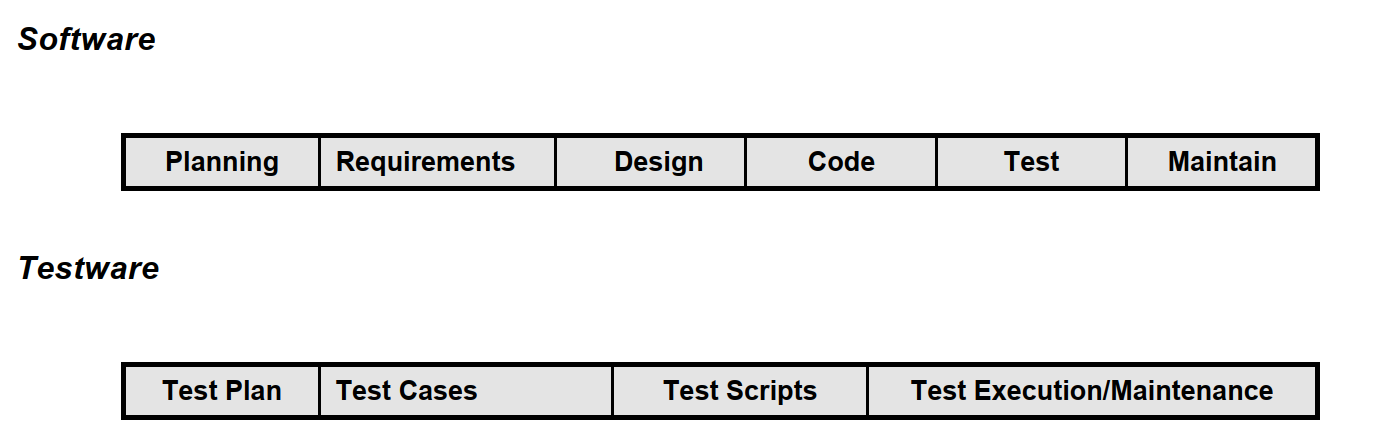 Software
Planning Requirements Design Code Test Maintain
Testware
Test Plan Test Cases Test Scripts Test Execution/Maintenance